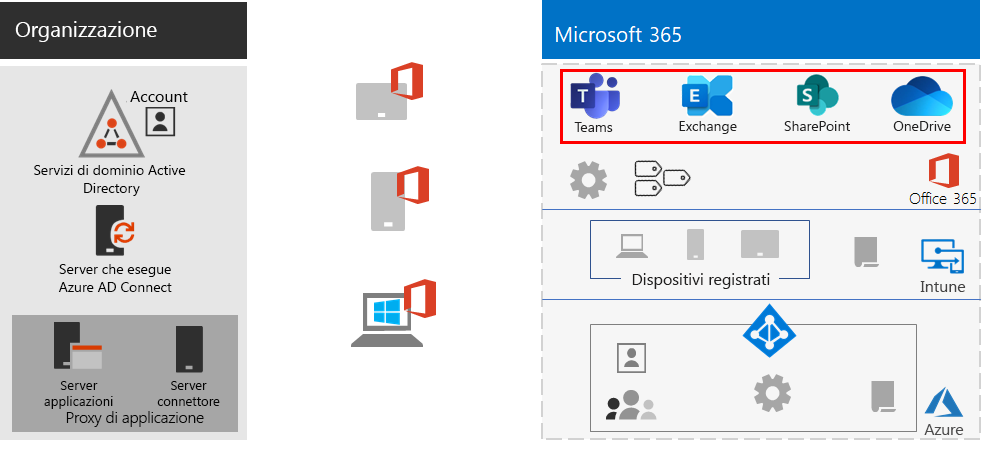 Organizzazione
Account
Servizi di dominio Active
Directory
Server che esegue
Azure AD Connect
Server
applicazioni
Server
connettore
Proxy di applicazione
Microsoft 365
T
Teams
E
Exchange
S
SharePoint
OneDrive
Office 365
Dispositivi registrati
Intune
Azure